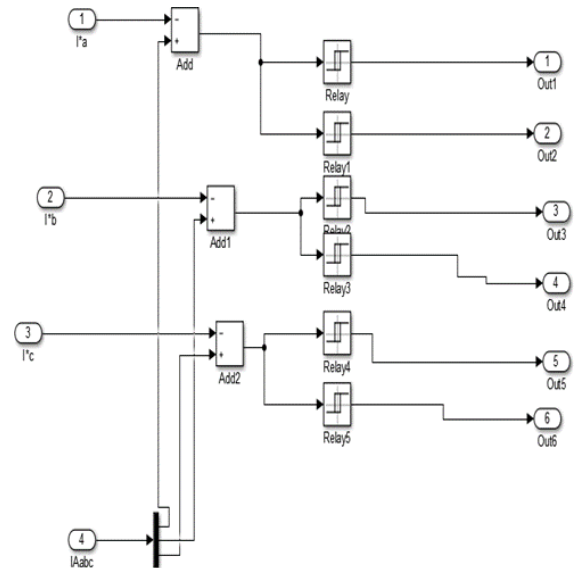 1
I*a
-
+
Add
Relay
1
Out1
Relay1
2
Out2
2
I*b
-
+
Add1
Relay2
3
Out3
Relay3
4
Out4
3
I*c
-
+
Add2
Relay4
5
Out5
Relay5
6
Out6
4
IAabc